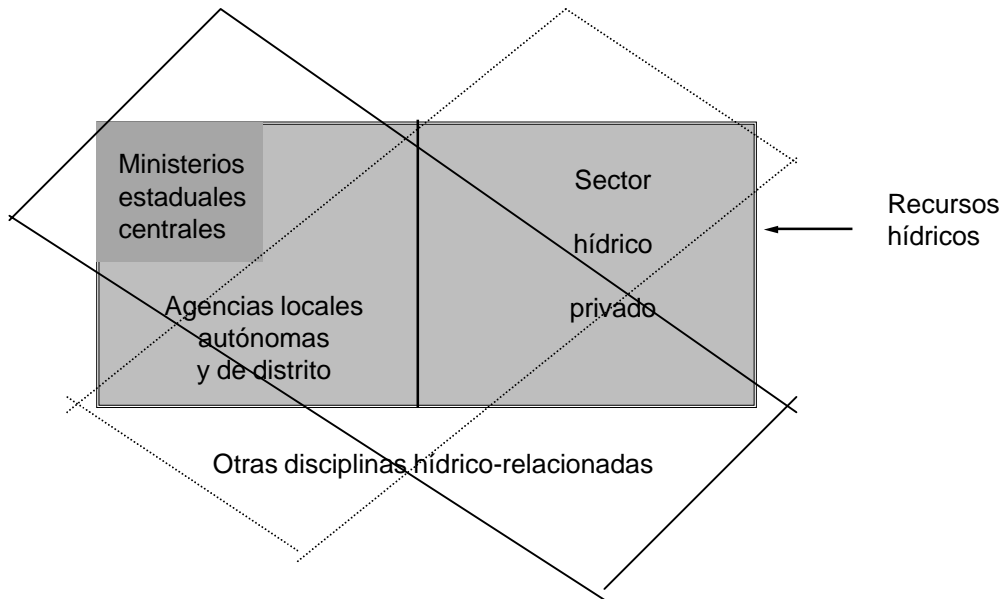 Ministerios
estaduales
centrales
Sector
hídrico
privado
Recursos
hídricos
Agencias locales
autónomas
y de distrito
Otras disciplinas hídrico-relacionadas